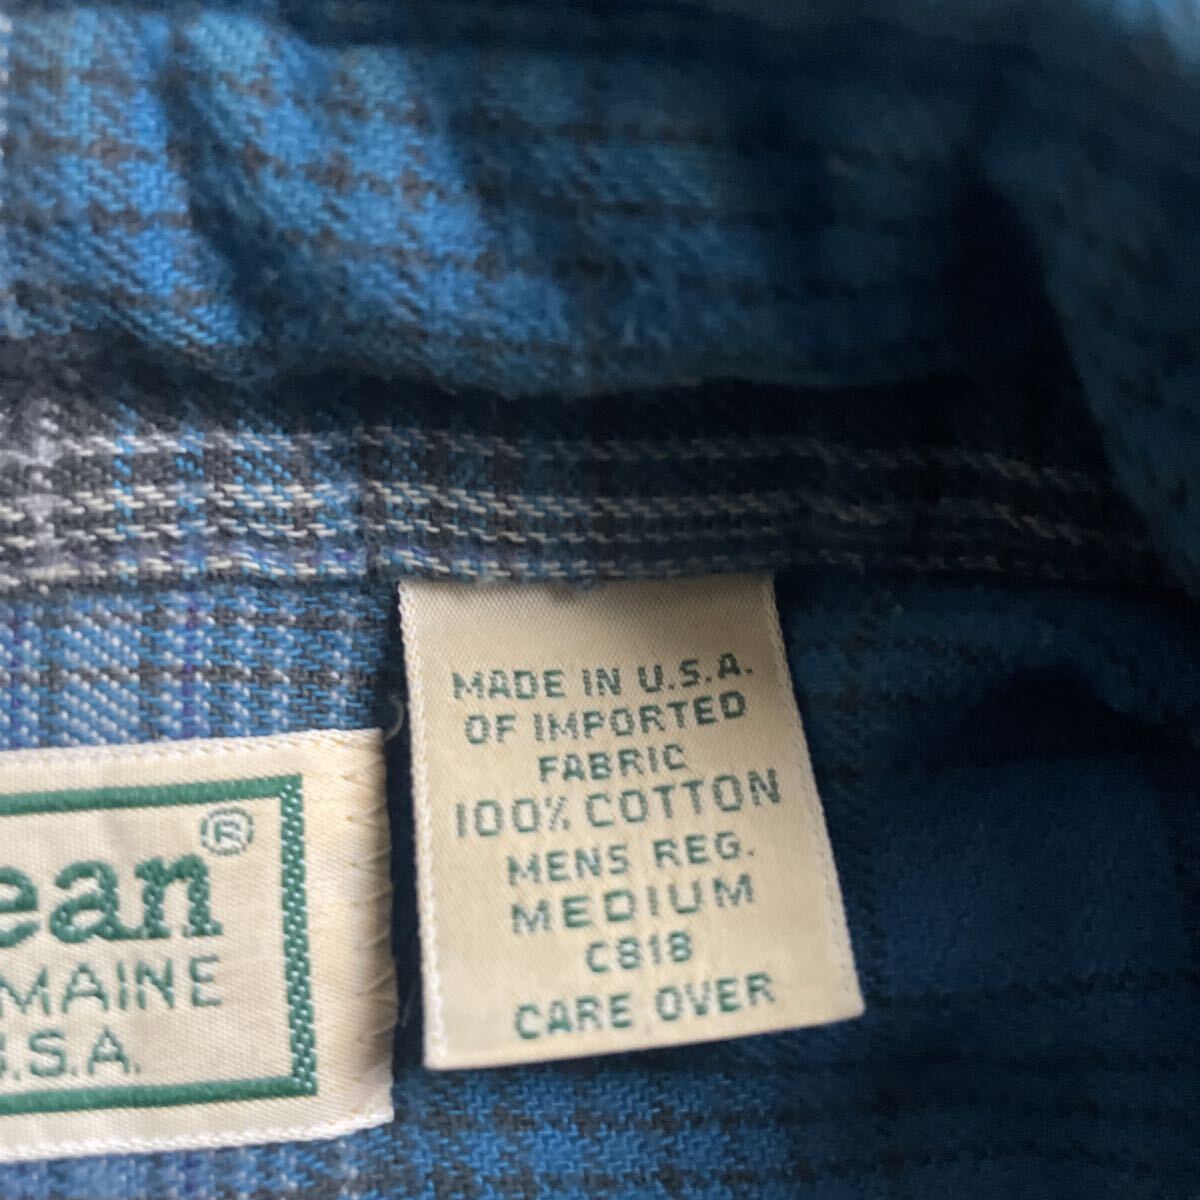 MADE IN U.S.A.
OF IMPORTED
FABRIC
100% COTTON
MENS REG.
MEDIUM
C818
CARE OVER
ean®
MAINE
S.A.